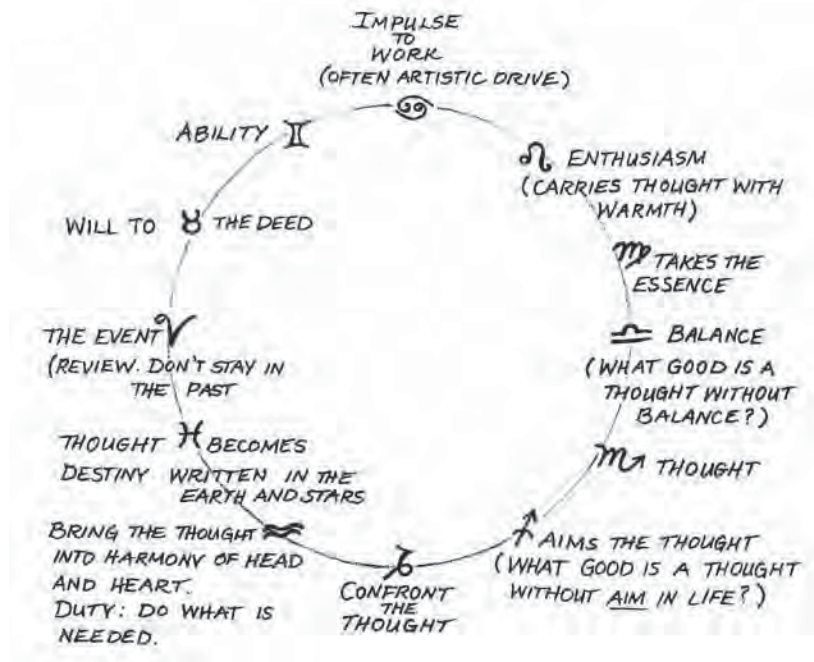 IMPULSE
TO
WORK
(OFTEN ARTISTIC DRIVE)
♋
♌ ENTHUSIASM
(CARRIES THOUGHT WITH
WARMTH)
♍ TAKES THE
ESSENCE
♎ BALANCE
(WHAT GOOD IS A
THOUGHT WITHOUT
BALANCE?)
♏ THOUGHT
♐ AIMS THE THOUGHT
(WHAT GOOD IS A THOUGHT
WITHOUT AIM IN LIFE?)
♑
CONFRONT
THE
THOUGHT
BRING THE THOUGHT ♒
INTO HARMONY OF HEAD
AND HEART.
DUTY: DO WHAT IS
NEEDED.
THOUGHT ♓ BECOMES
DESTINY WRITTEN IN THE
EARTH AND STARS
THE EVENT ♈
(REVIEW. DON'T STAY IN
THE PAST
WILL TO ♉ THE DEED
ABILITY ♊